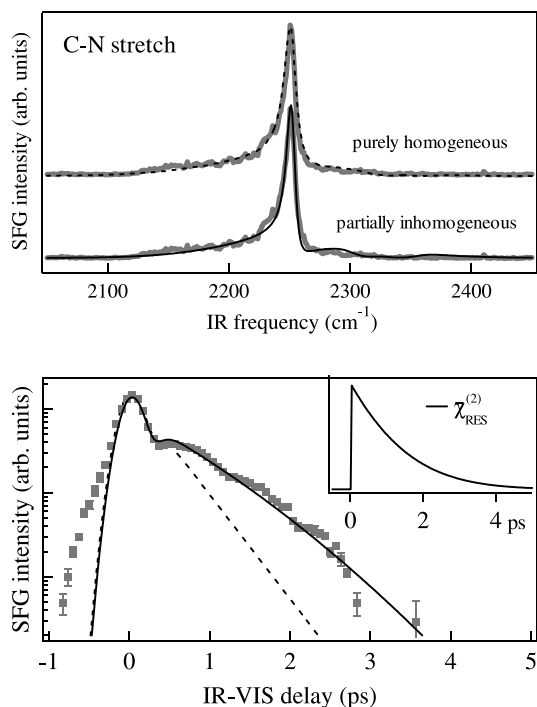 C-N stretch
SFG intensity (arb. units)
purely homogeneous
partially inhomogeneous
2100 2200 2300 2400
IR frequency (cm⁻¹)
SFG intensity (arb. units)
χ̃⁽²⁾RES
0 2 4 ps
-1 0 1 2 3 4 5
IR-VIS delay (ps)